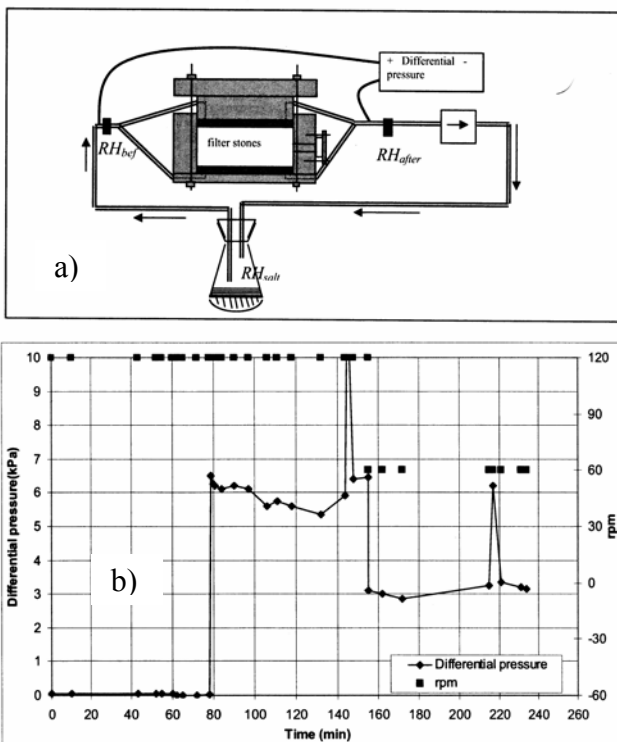 + Differential -
pressure
filter stones
RHbef
RHafter
RHsalt
a)
Differential pressure(kPa)
10
9
8
7
6
5
4
3
2
1
0
b)
120
60
0
-60
90
30
-30
rpm
Differential pressure
rpm
0 20 40 60 80 100 120 140 160 180 200 220 240 260
Time (min)